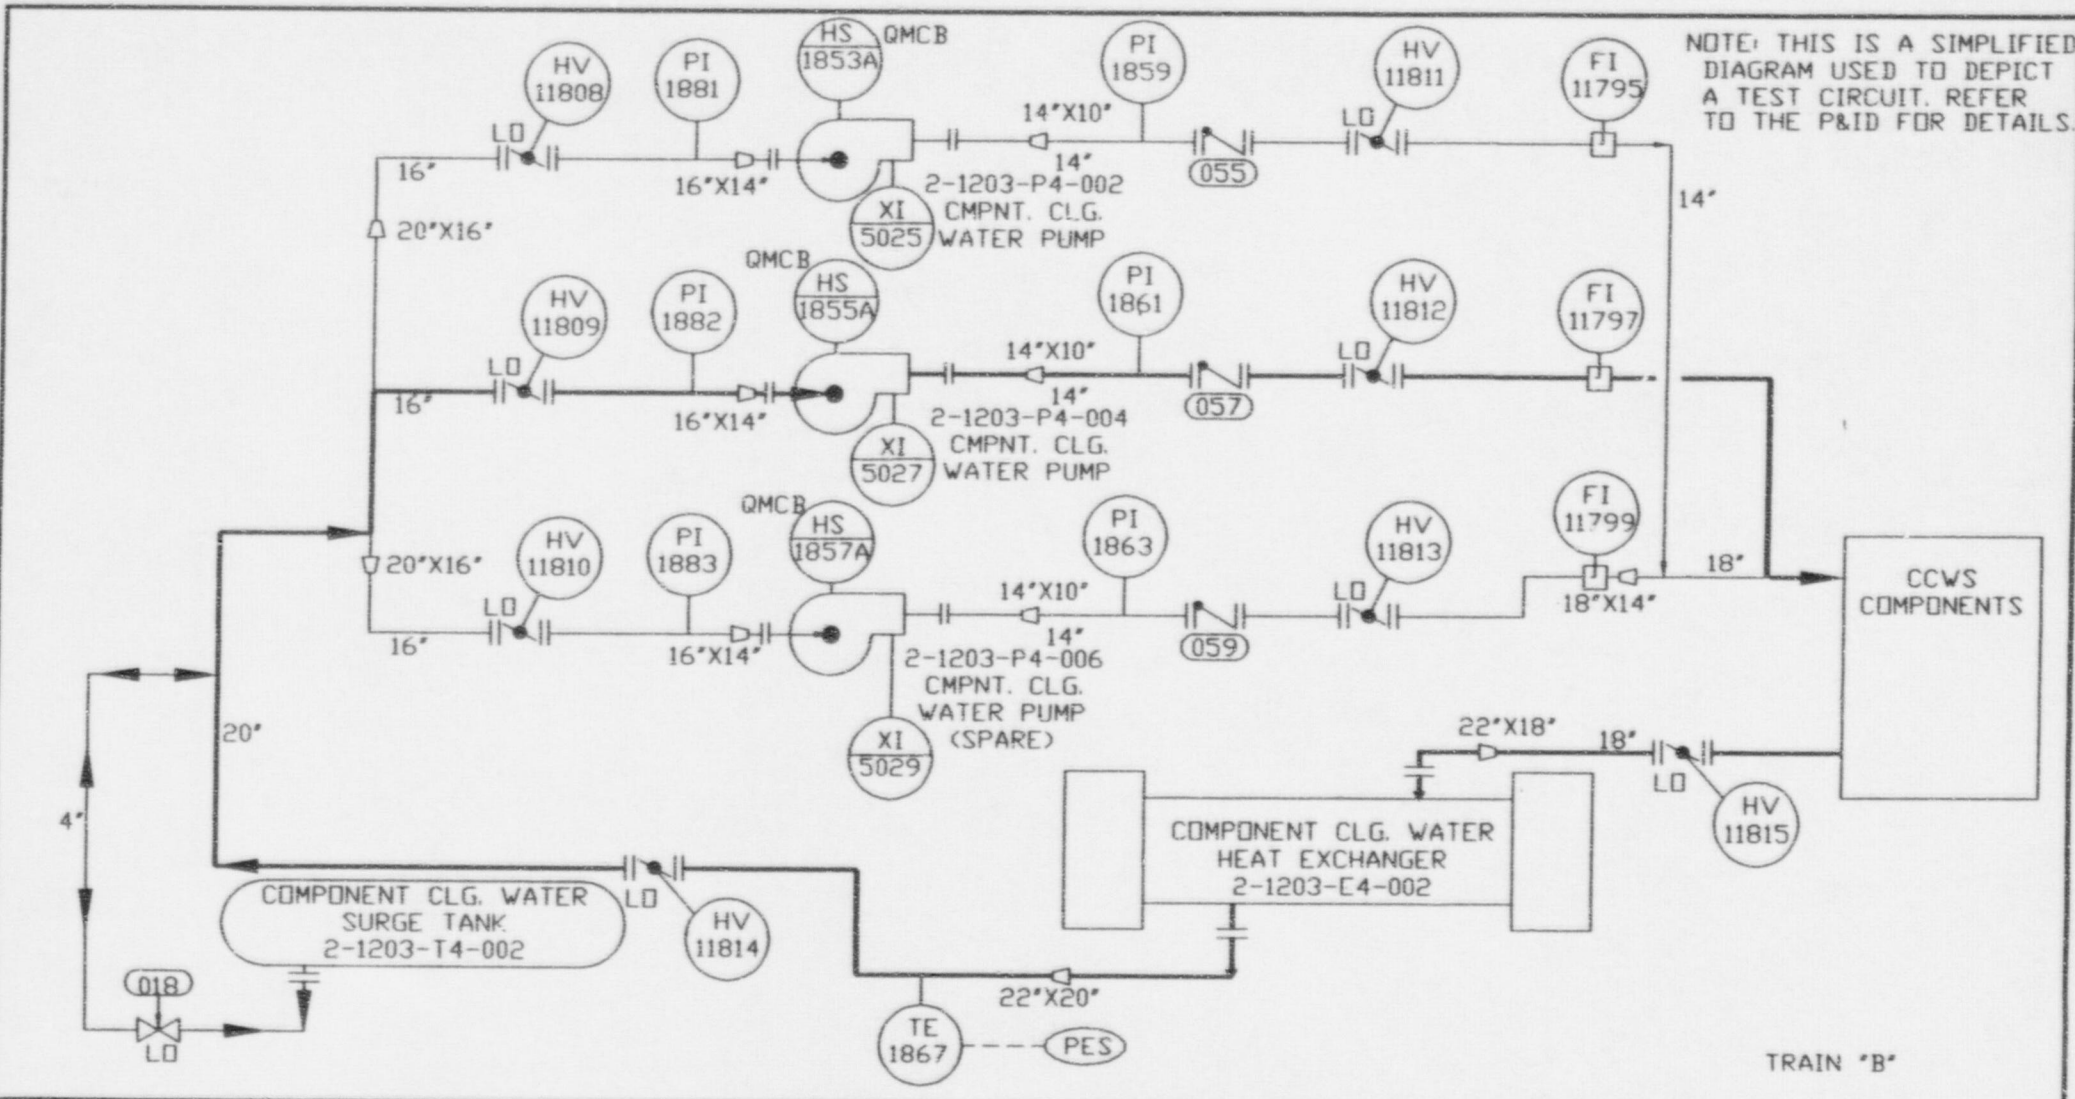 NOTE: THIS IS A SIMPLIFIED
DIAGRAM USED TO DEPICT
A TEST CIRCUIT. REFER
TO THE P&ID FOR DETAILS.
HV
11808
PI
1881
HS
1853A
QMCB
PI
1859
HV
11811
FI
11795
LO
14"X10"
LO
16"
16"X14"
14"
055
2-1203-P4-002
CMPNT. CLG.
WATER PUMP
XI
5025
14"
20"X16"
HV
11809
PI
1882
QMCB
HS
1855A
PI
1861
HV
11812
FI
11797
LO
14"X10"
LO
16"
16"X14"
14"
057
2-1203-P4-004
CMPNT. CLG.
WATER PUMP
XI
5027
20"X16"
HV
11810
PI
1883
QMCB
HS
1857A
PI
1863
HV
11813
FI
11799
LO
14"X10"
LO
18"X14"
18"
16"
16"X14"
14"
059
2-1203-P4-006
CMPNT. CLG.
WATER PUMP
(SPARE)
XI
5029
CCWS
COMPONENTS
20"
4"
22"X18"
18"
LO
HV
11815
COMPONENT CLG. WATER
HEAT EXCHANGER
2-1203-E4-002
COMPONENT CLG. WATER
SURGE TANK
2-1203-T4-002
LO
HV
11814
018
LO
22"X20"
TE
1867
PES
TRAIN "B"